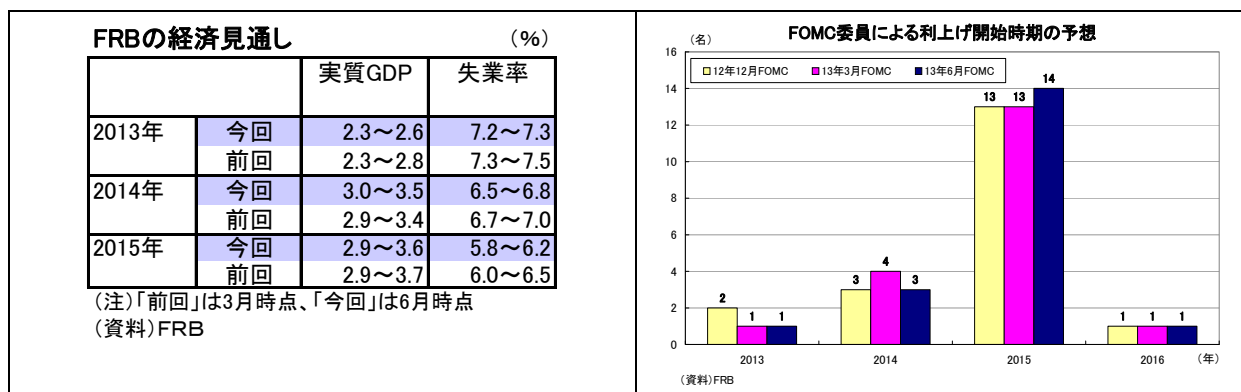 FRBの経済見通し (%)
実質GDP 失業率
2013年 今回 2.3~2.6 7.2~7.3
前回 2.3~2.8 7.3~7.5
2014年 今回 3.0~3.5 6.5~6.8
前回 2.9~3.4 6.7~7.0
2015年 今回 2.9~3.6 5.8~6.2
前回 2.9~3.7 6.0~6.5
(注)「前回」は3月時点、「今回」は6月時点
(資料)FRB
FOMC委員による利上げ開始時期の予想
(名)
12年12月FOMC 13年3月FOMC 13年6月FOMC
16
14
12
10
8
6
4
2
0
2 1 1
3 4 3
13 13 14
1 1 1
2013 2014 2015 2016 (年)
(資料)FRB